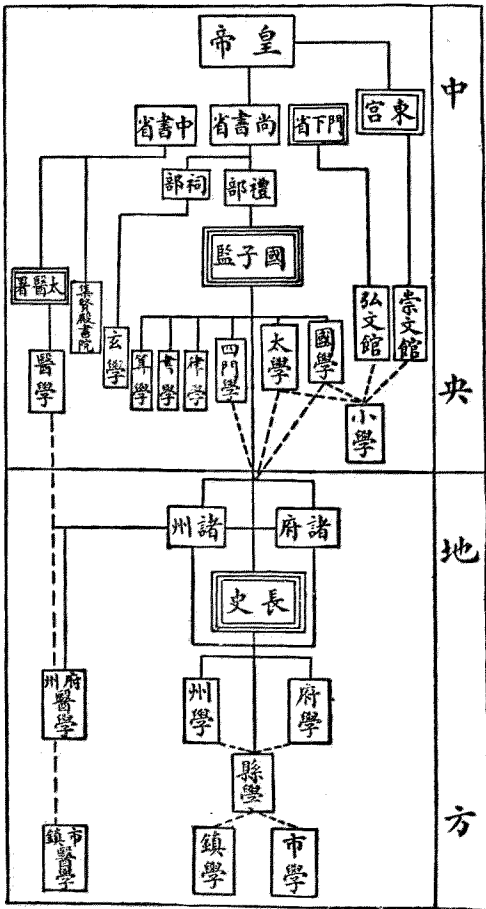 中央
地方
皇帝
東宮
門下省
尚書省
中書省
禮部
祠部
國子監
太醫署
集賢殿書院
崇文館
弘文館
國學
太學
四門學
律學
書學
算學
玄學
醫學
小學
諸府
諸州
長史
府學
州學
府州醫學
縣學
市學
鎮學
市鎮醫學